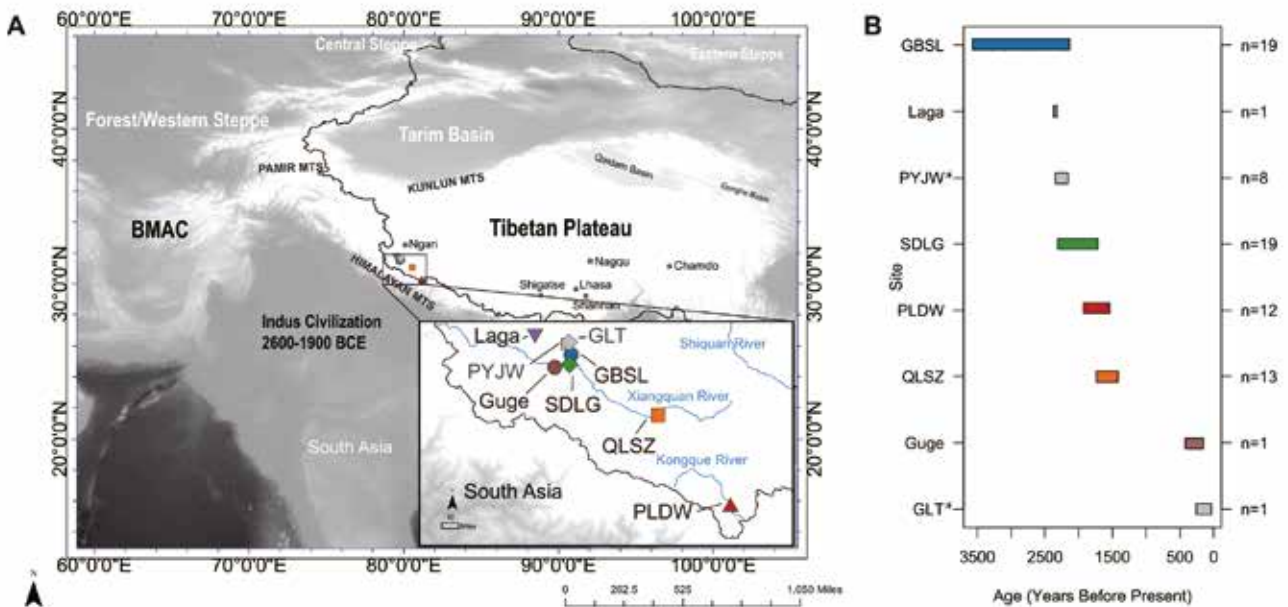 A
60°0'0"E
70°0'0"E
80°0'0"E
90°0'0"E
100°0'0"E
40°0'0"N
30°0'0"N
20°0'0"N
40°0'0"N
30°0'0"N
20°0'0"N
Central Steppe
Eastern Steppe
Forest/Western Steppe
Tarim Basin
PAMIR MTS
KUNLUN MTS
Qaidam Basin
BMAC
Tibetan Plateau
Ngari
Nagqu
Chamdo
HIMALAYAN MTS
Shigatse
Lhasa
Shannan
Indus Civilization
2600-1900 BCE
South Asia
Laga
GLT
Shiquan River
PYJW
GBSL
Guge
SDLG
Xiangquan River
QLSZ
Kongque River
South Asia
PLDW
60°0'0"E
70°0'0"E
80°0'0"E
90°0'0"E
100°0'0"E
N
0 262.5 525 1,050 Miles
B
Site
GBSL n=19
Laga n=1
PYJW* n=8
SDLG n=19
PLDW n=12
QLSZ n=13
Guge n=1
GLT* n=1
3500 2500 1500 500 0
Age (Years Before Present)